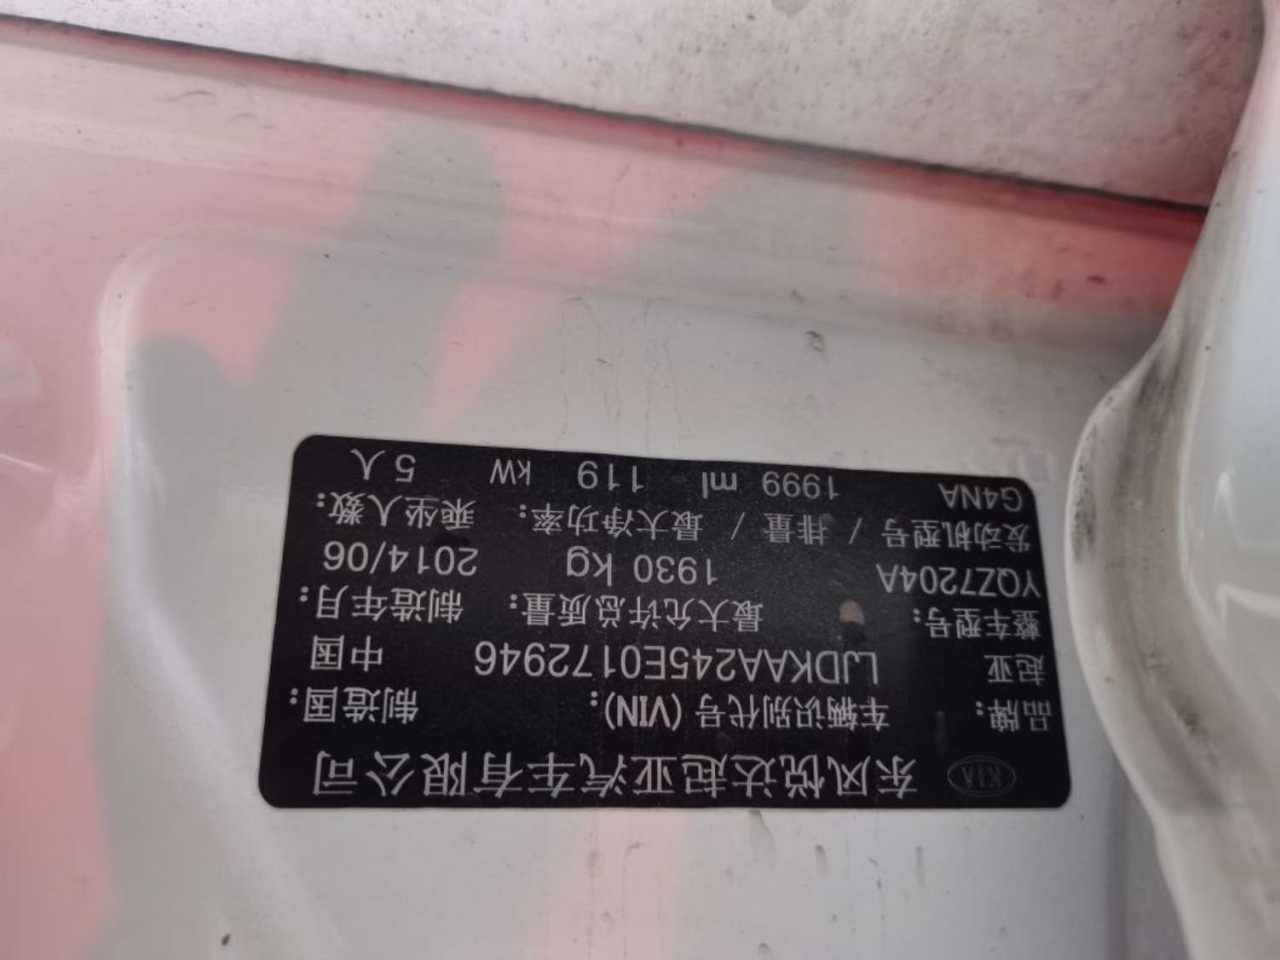 KIA 东风悦达起亚汽车有限公司
品牌: 车辆识别代号 (VIN): 制造国:
起亚 LJDKAA245E0172946 中国
整车型号: 最大允许总质量: 制造年月:
YQZ7204A 1930 kg 2014/06
发动机型号 / 排量 / 最大净功率: 乘坐人数:
G4NA 1999 ml 119 kW 5 人